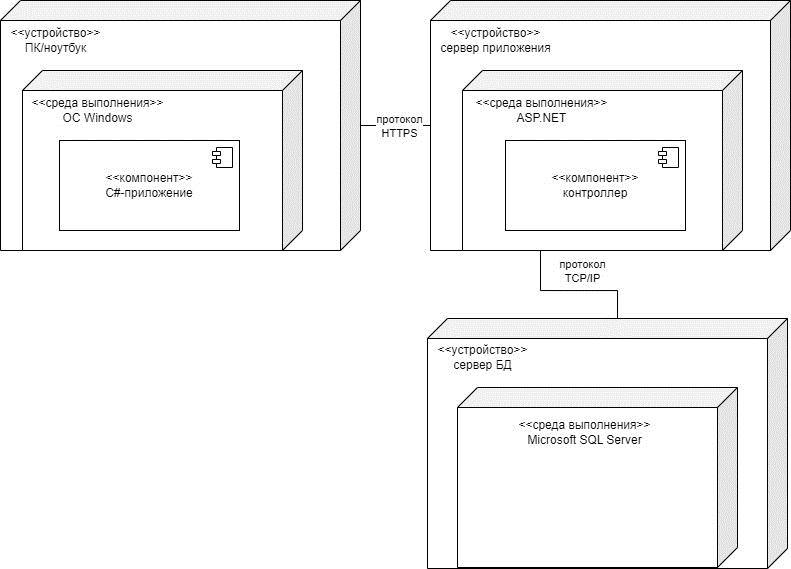 <<устройство>>
ПК/ноутбук
<<среда выполнения>>
ОС Windows
<<компонент>>
C#-приложение
протокол
HTTPS
<<устройство>>
сервер приложения
<<среда выполнения>>
ASP.NET
<<компонент>>
контроллер
протокол
TCP/IP
<<устройство>>
сервер БД
<<среда выполнения>>
Microsoft SQL Server